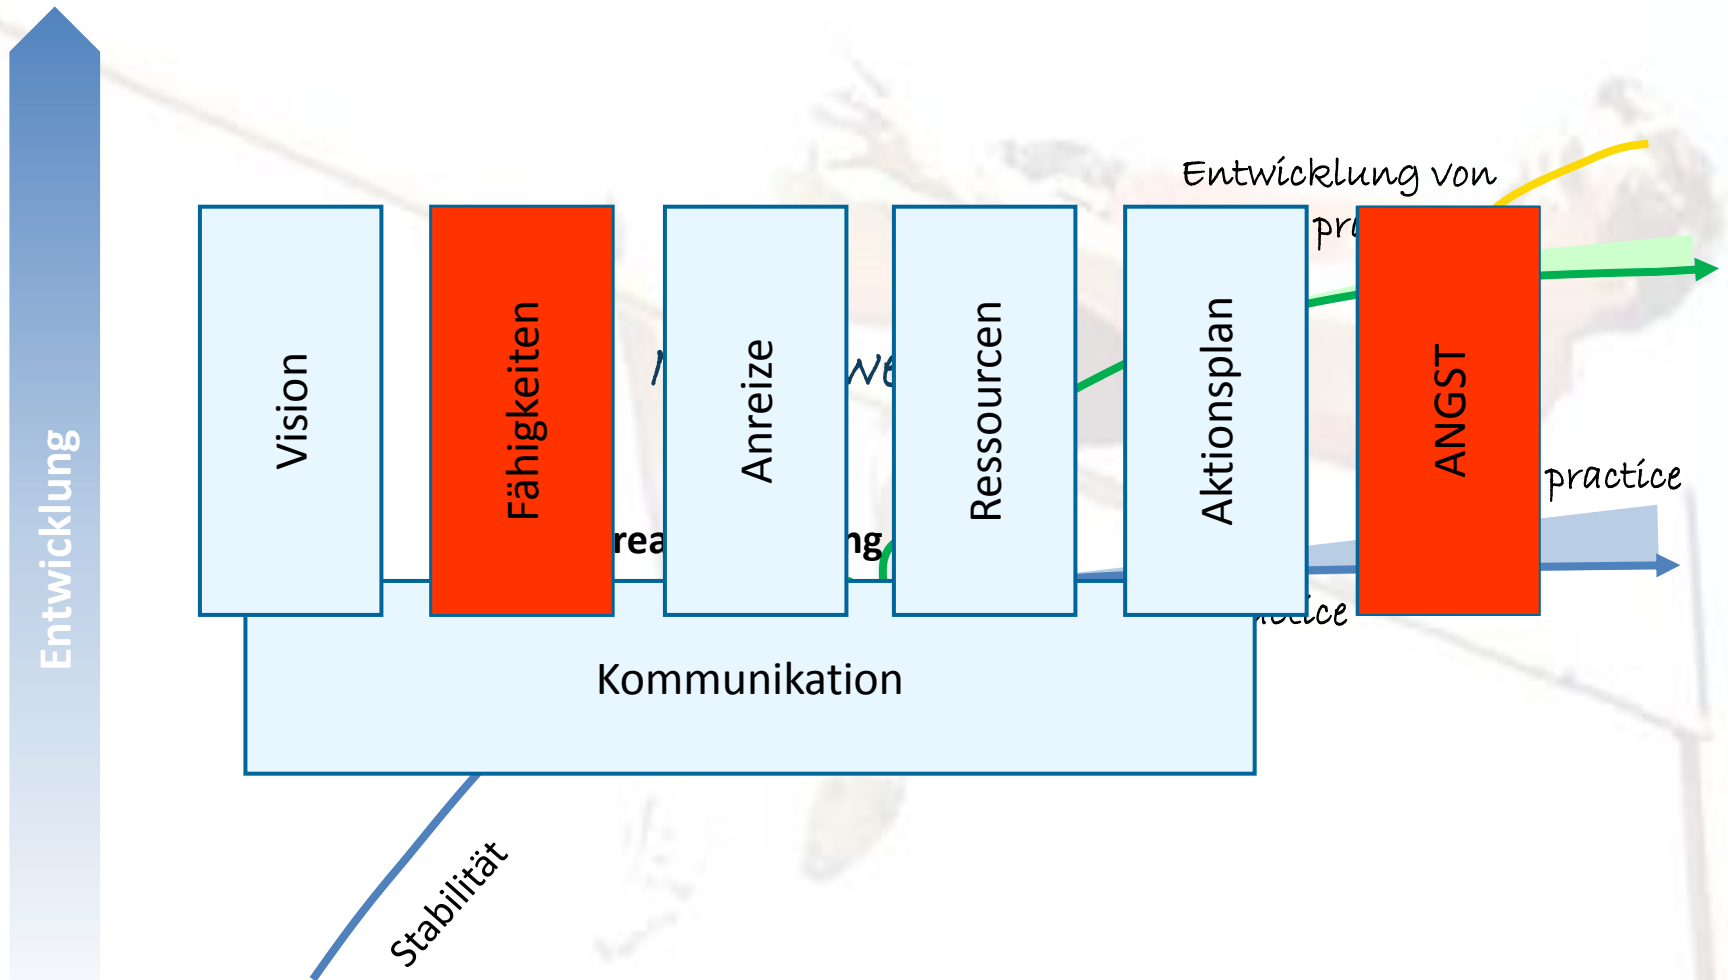 Entwicklung von
Vision
Fähigkeiten
Anreize
Ressourcen
Aktionsplan
ANGST
practice
Kommunikation
Stabilität
Entwicklung